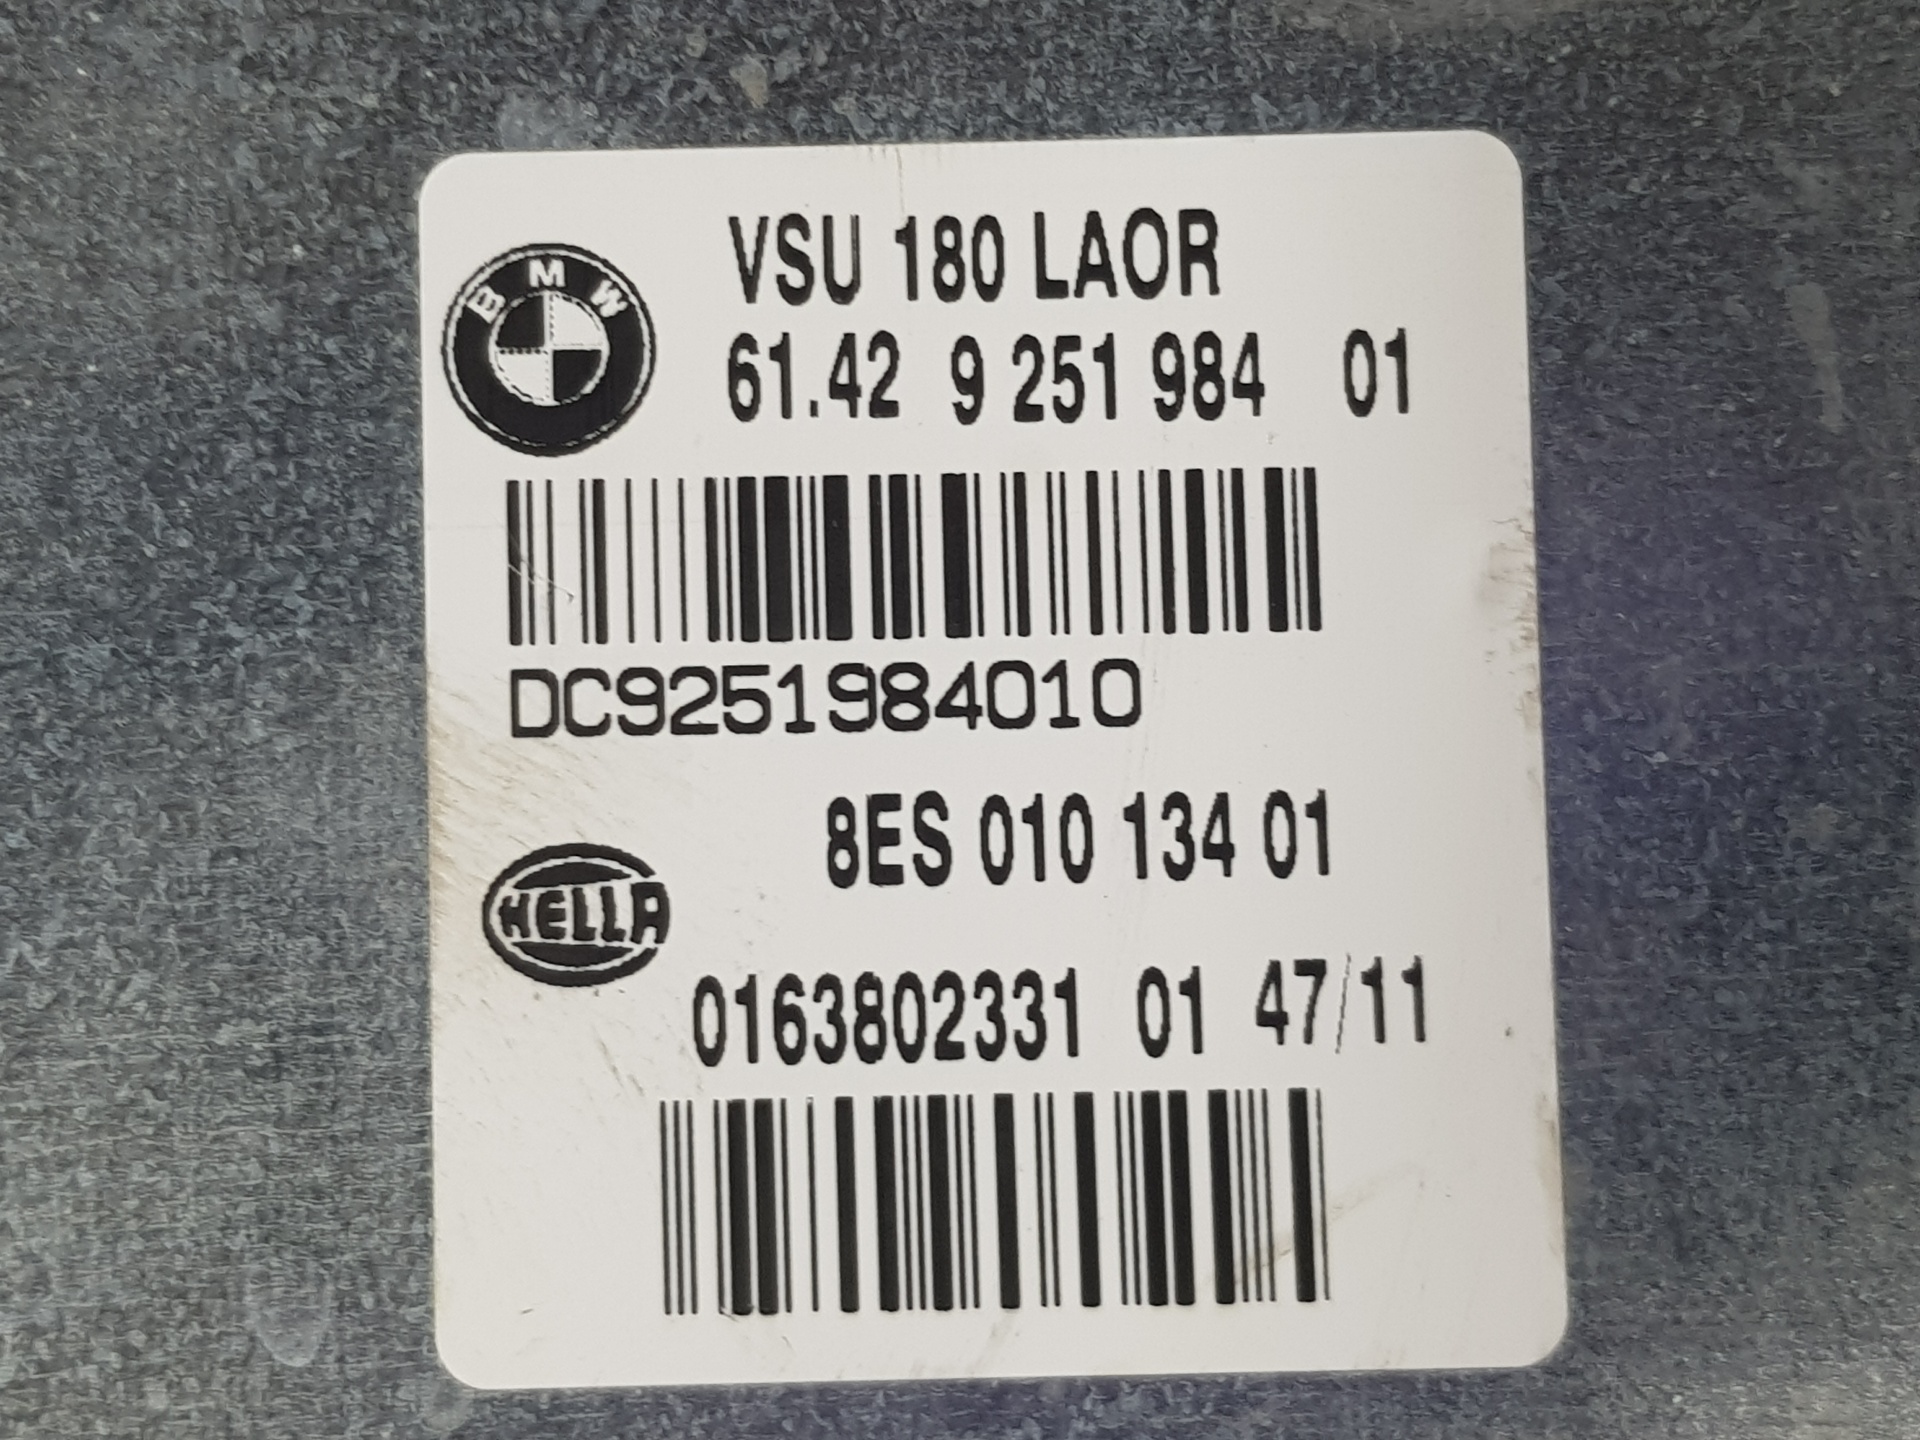 BMW
VSU 180 LAOR
61.42 9 251 984 01
DC9251984010
8ES 010 134 01
HELLA
0163802331 01 47/11